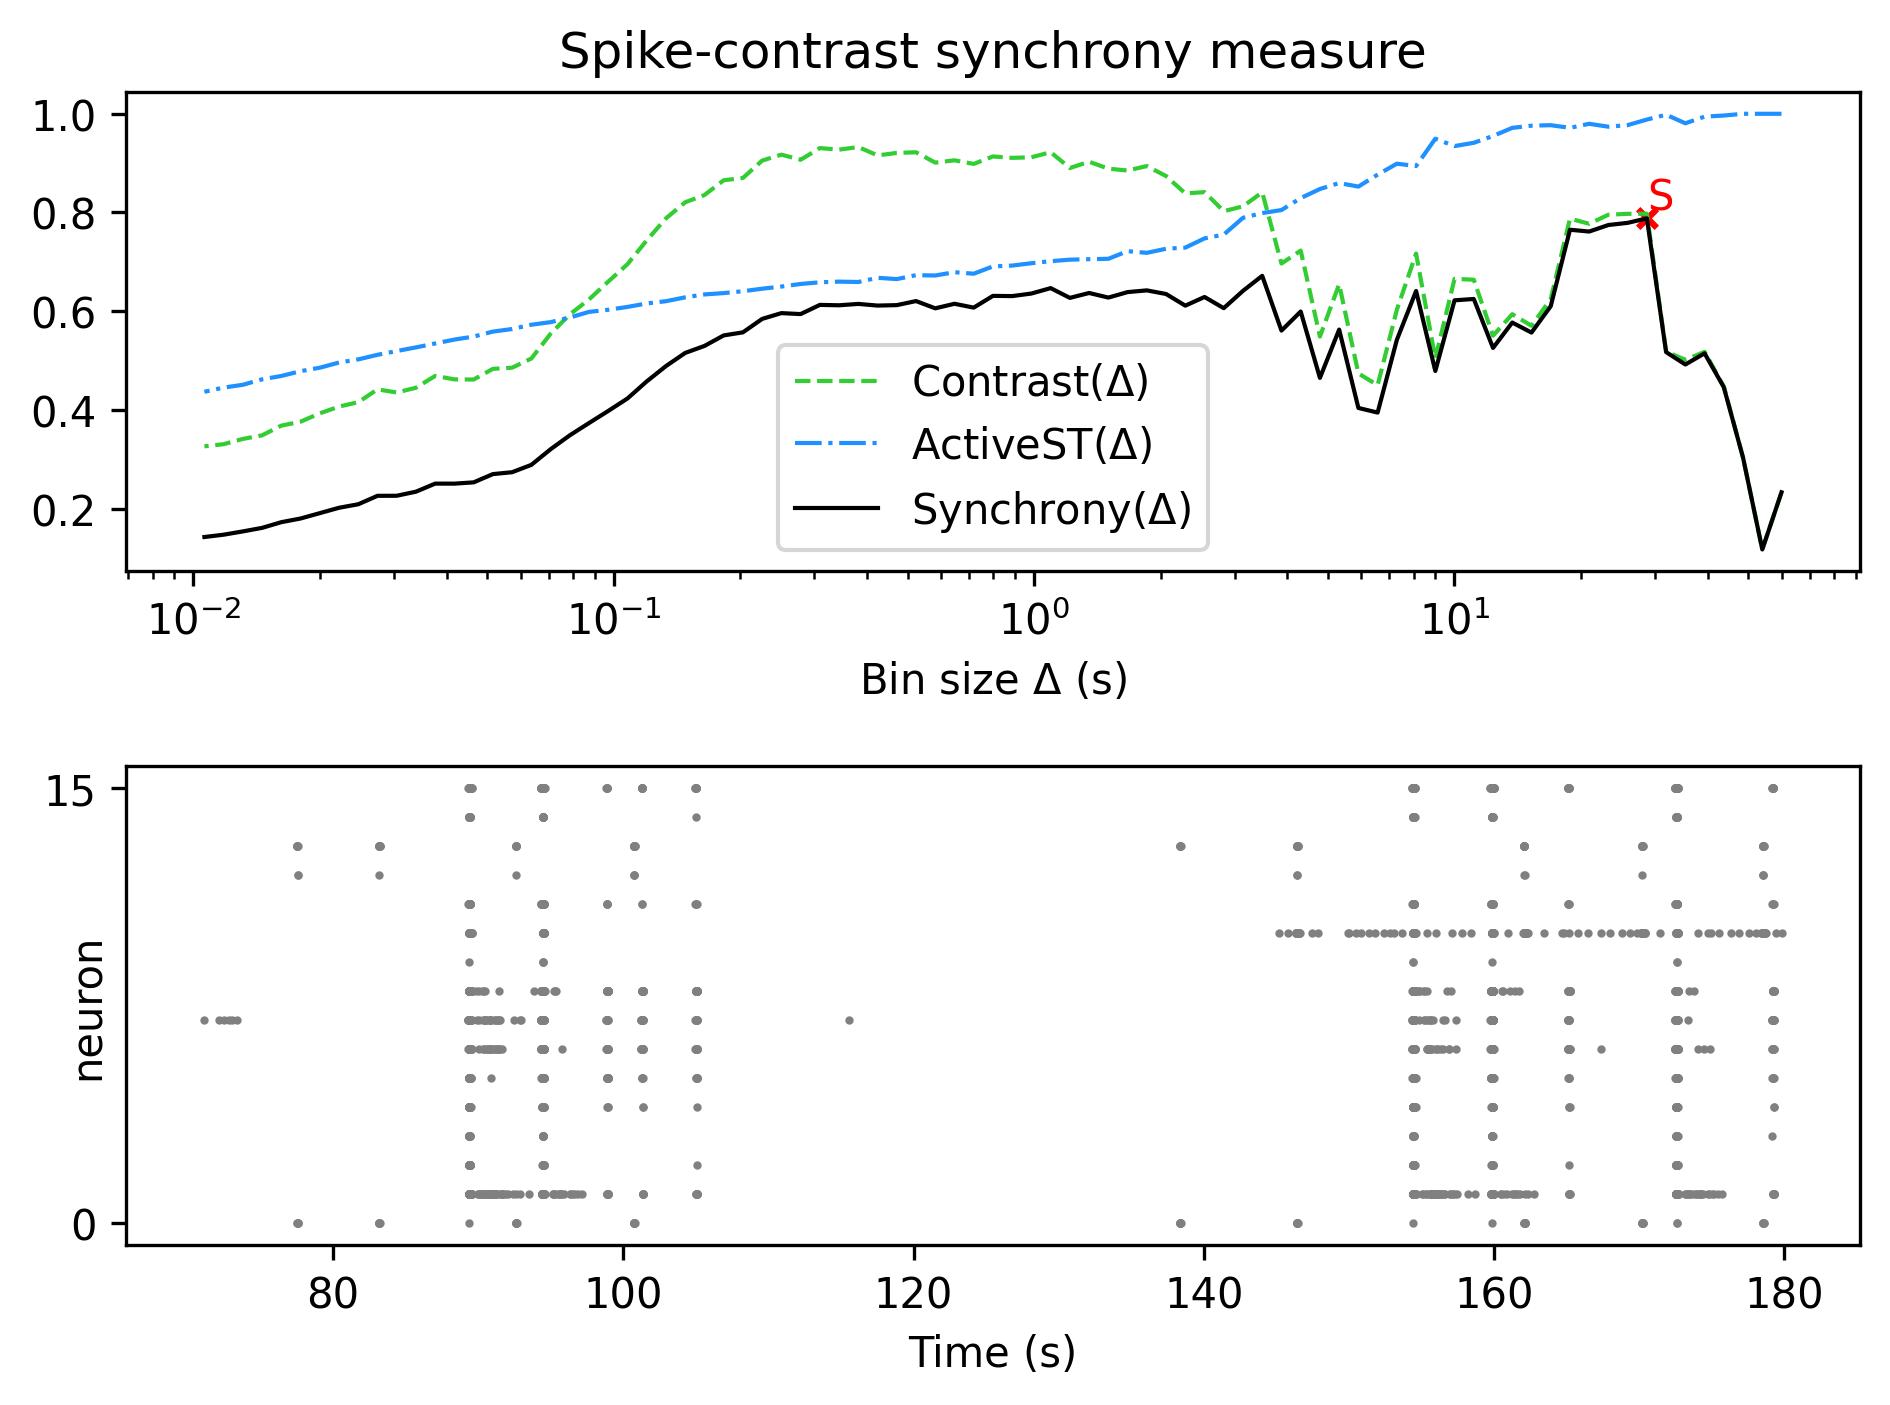 Spike-contrast synchrony measure
1.0
0.8
0.6
0.4
0.2
S
Contrast(Δ)
ActiveST(Δ)
Synchrony(Δ)
10⁻² 10⁻¹ 10⁰ 10¹
Bin size Δ (s)
15
0
neuron
80 100 120 140 160 180
Time (s)